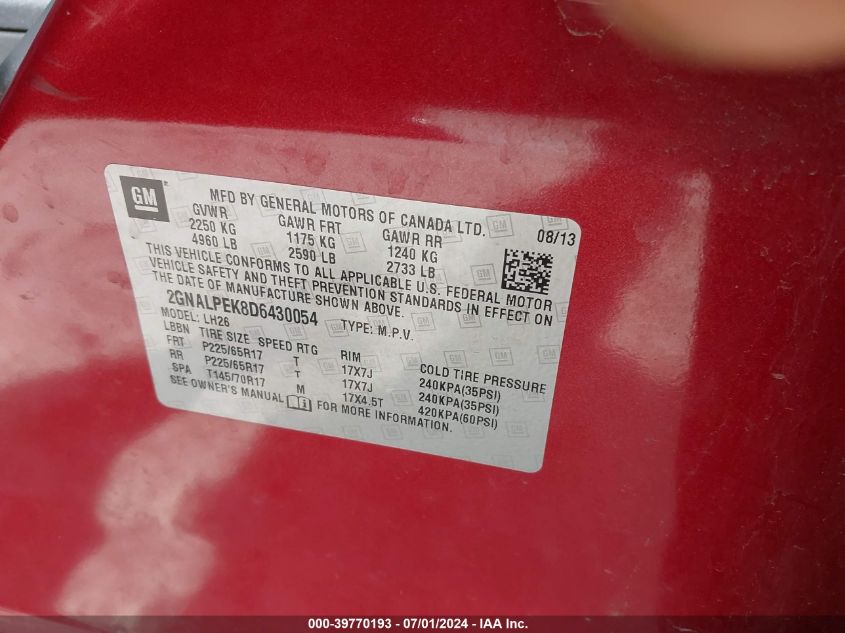 GM
MFD BY GENERAL MOTORS OF CANADA LTD.
08/13
GVWR GAWR FRT GAWR RR
2250 KG 1175 KG 1240 KG
4960 LB 2590 LB 2733 LB
THIS VEHICLE CONFORMS TO ALL APPLICABLE U.S. FEDERAL MOTOR
VEHICLE SAFETY AND THEFT PREVENTION STANDARDS IN EFFECT ON
THE DATE OF MANUFACTURE SHOWN ABOVE.
2GNALPEK8D6430054 TYPE: M.P.V.
MODEL: LH26
LBBN TIRE SIZE SPEED RTG RIM COLD TIRE PRESSURE
FRT P225/65R17 T 17X7J 240KPA(35PSI)
RR P225/65R17 T 17X7J 240KPA(35PSI)
SPA T145/70R17 M 17X4.5T 420KPA(60PSI)
SEE OWNER'S MANUAL FOR MORE INFORMATION.
000-39770193 - 07/01/2024 - IAA Inc.